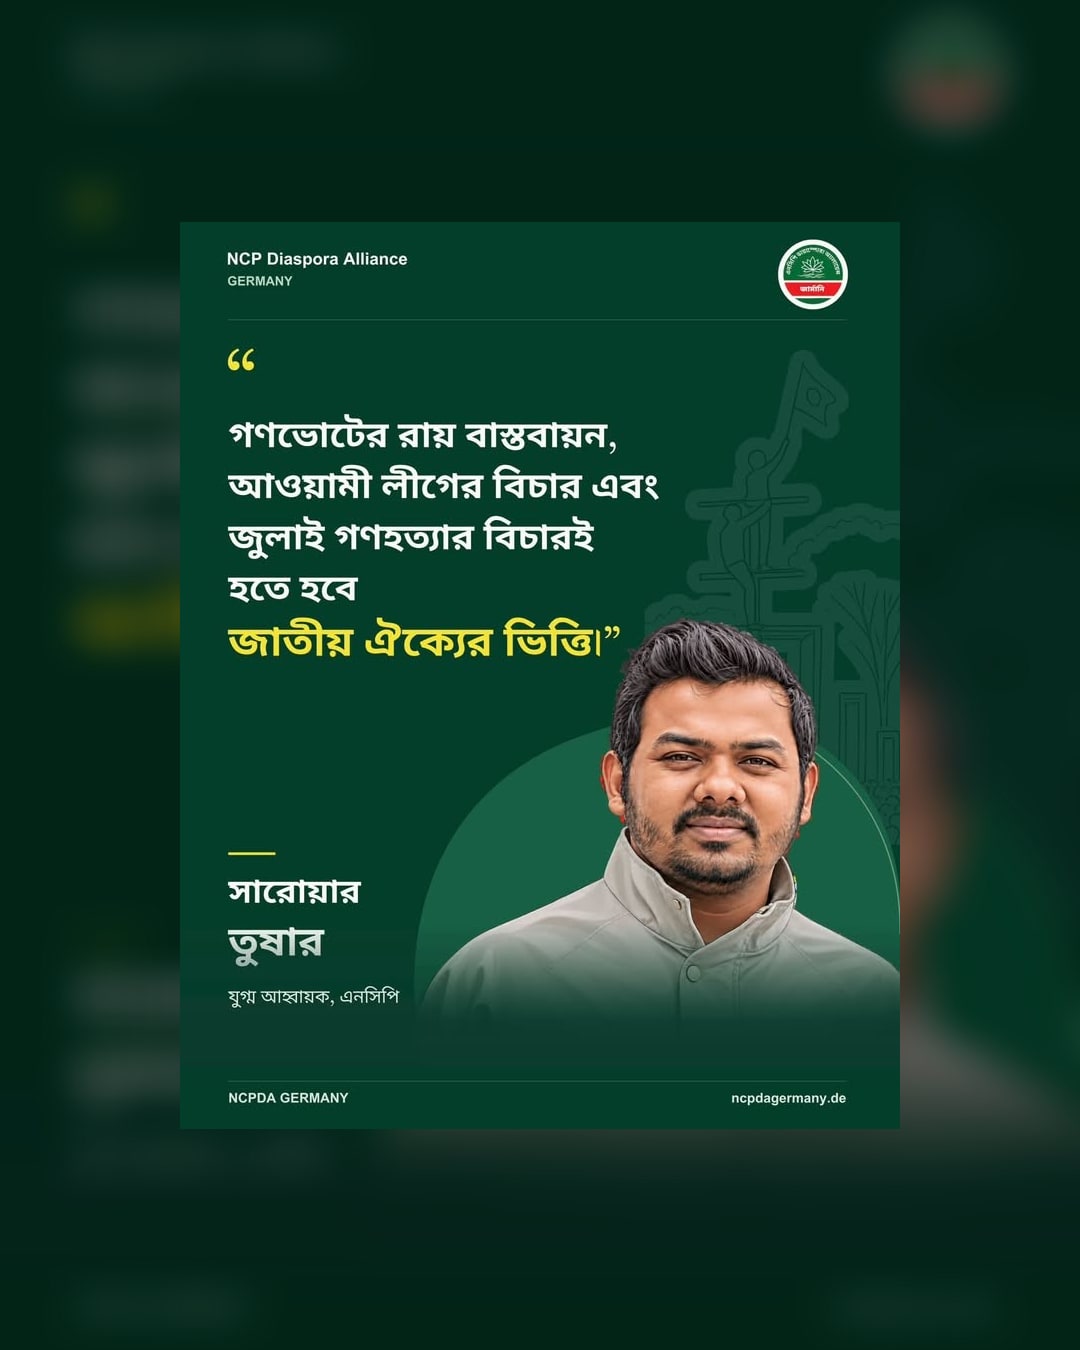 NCP Diaspora Alliance
GERMANY
জার্মানি
“
গণভোটের রায় বাস্তবায়ন,
আওয়ামী লীগের বিচার এবং
জুলাই গণহত্যার বিচারই
হতে হবে
জাতীয় ঐক্যের ভিত্তি।”
সারোয়ার
তুষার
যুগ্ম আহ্বায়ক, এনসিপি
NCPDA GERMANY
ncpdagermany.de